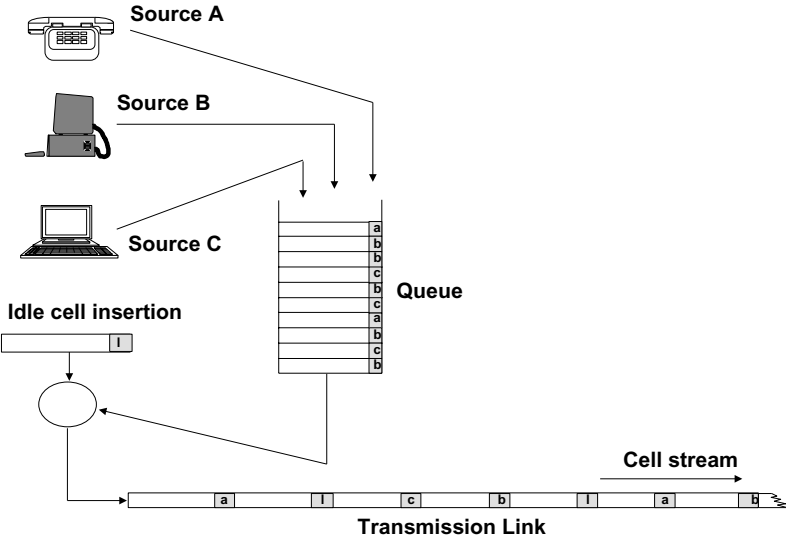 Source A
Source B
Source C
a
b
b
c
b
c
a
b
c
b
Queue
Idle cell insertion
I
Cell stream
a I c b I a b
Transmission Link